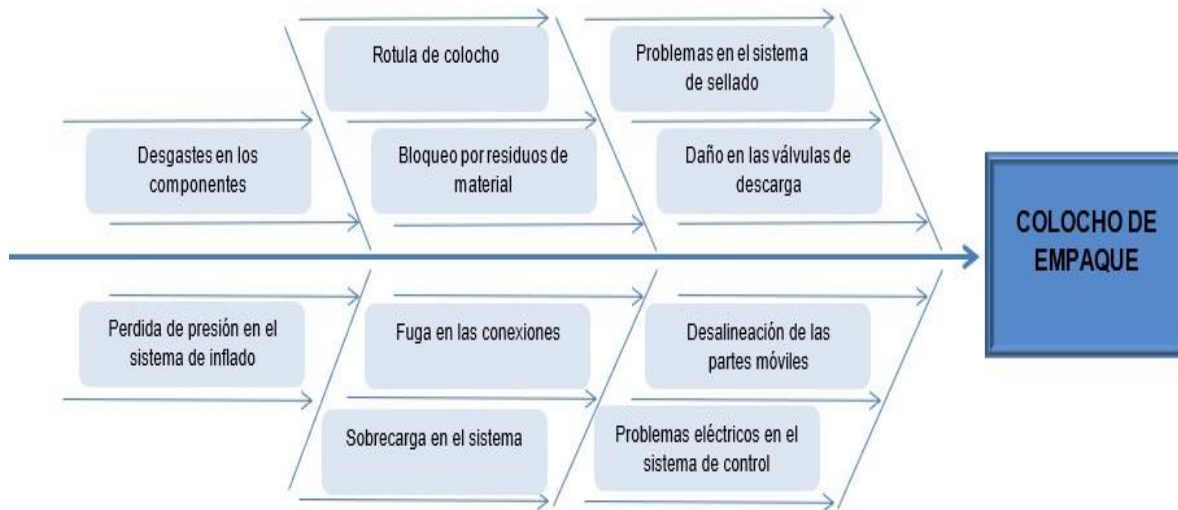 Rotula de colocho
Problemas en el sistema
de sellado
Desgastes en los
componentes
Bloqueo por residuos de
material
Daño en las válvulas de
descarga
COLOCHO DE
EMPAQUE
Perdida de presión en el
sistema de inflado
Fuga en las conexiones
Desalineación de las
partes móviles
Sobrecarga en el sistema
Problemas eléctricos en el
sistema de control